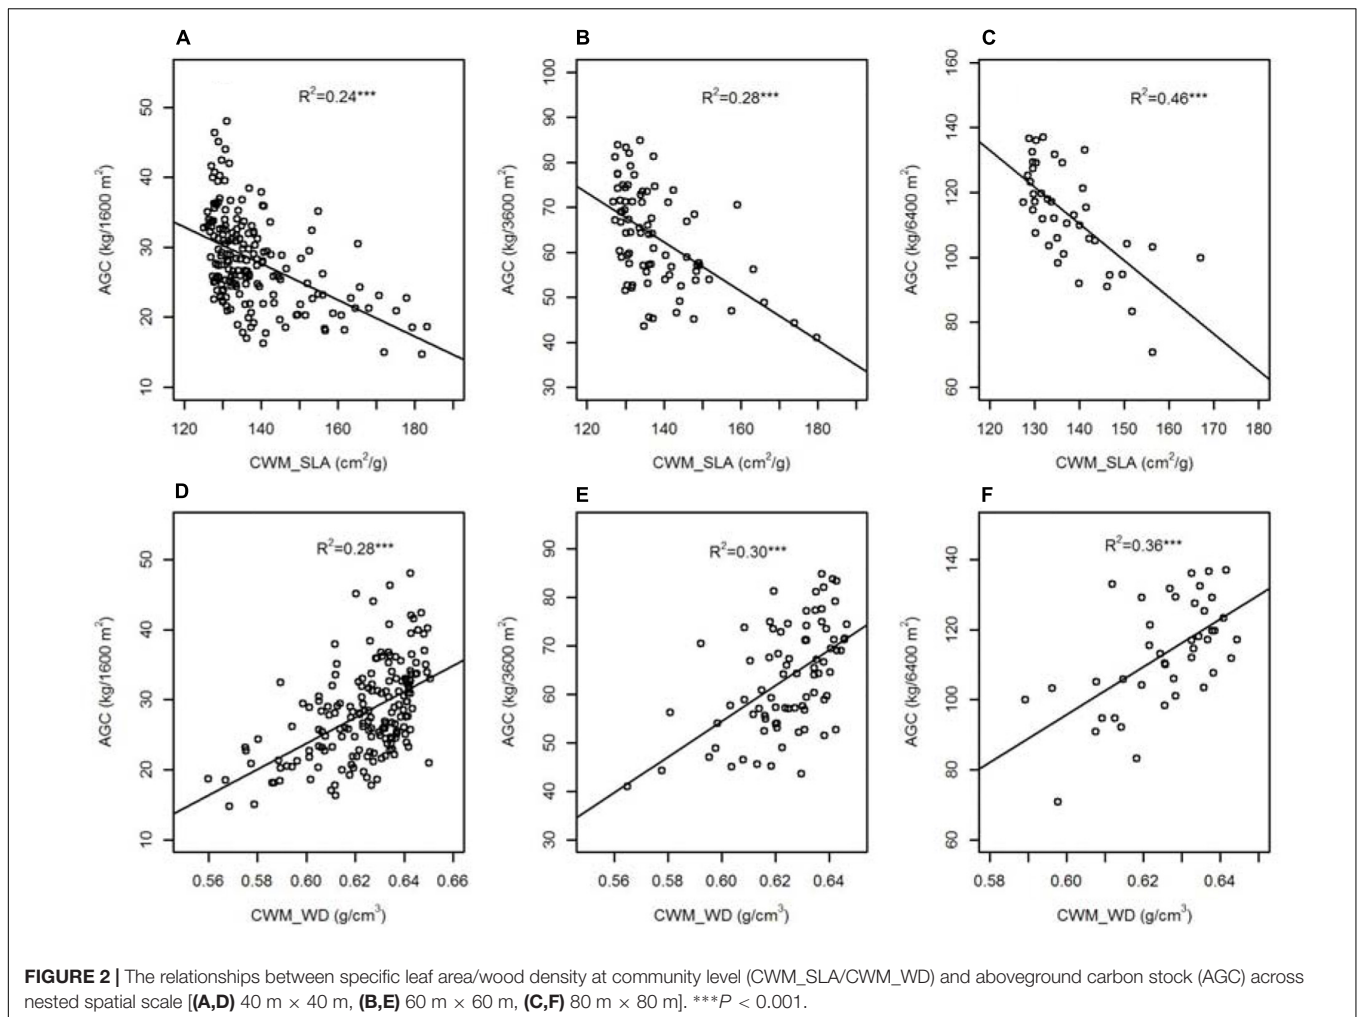 A
R²=0.24***
AGC (kg/1600 m²)
50
40
30
20
10
120 140 160 180
CWM_SLA (cm²/g)
B
R²=0.28***
AGC (kg/3600 m²)
100
90
80
70
60
50
40
30
120 140 160 180
CWM_SLA (cm²/g)
C
R²=0.46***
AGC (kg/6400 m²)
160
140
120
100
80
60
120 130 140 150 160 170 180
CWM_SLA (cm²/g)
D
R²=0.28***
AGC (kg/1600 m²)
50
40
30
20
10
0.56 0.58 0.60 0.62 0.64 0.66
CWM_WD (g/cm³)
E
R²=0.30***
AGC (kg/3600 m²)
90
80
70
60
50
40
30
0.56 0.58 0.60 0.62 0.64
CWM_WD (g/cm³)
F
R²=0.36***
AGC (kg/6400 m²)
140
120
100
80
60
0.58 0.60 0.62 0.64
CWM_WD (g/cm³)
FIGURE 2 | The relationships between specific leaf area/wood density at community level (CWM_SLA/CWM_WD) and aboveground carbon stock (AGC) across
nested spatial scale [(A,D) 40 m × 40 m, (B,E) 60 m × 60 m, (C,F) 80 m × 80 m]. ***P < 0.001.